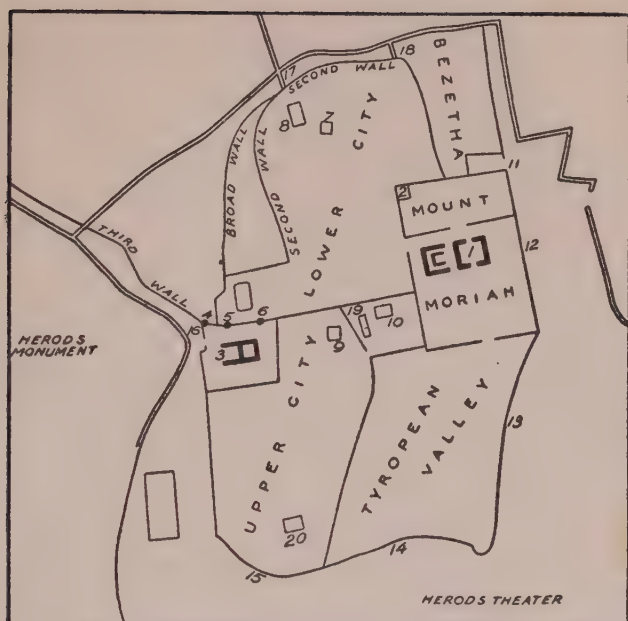 17
SECOND WALL
18
BEZETHA
8
7
LOWER CITY
BROAD WALL
SECOND WALL
2
MOUNT
11
1
12
MORIAH
THIRD WALL
16
4
5
6
19
10
9
3
HERODS
MONUMENT
UPPER CITY
TYROPEAN
VALLEY
13
20
14
15
HERODS THEATER